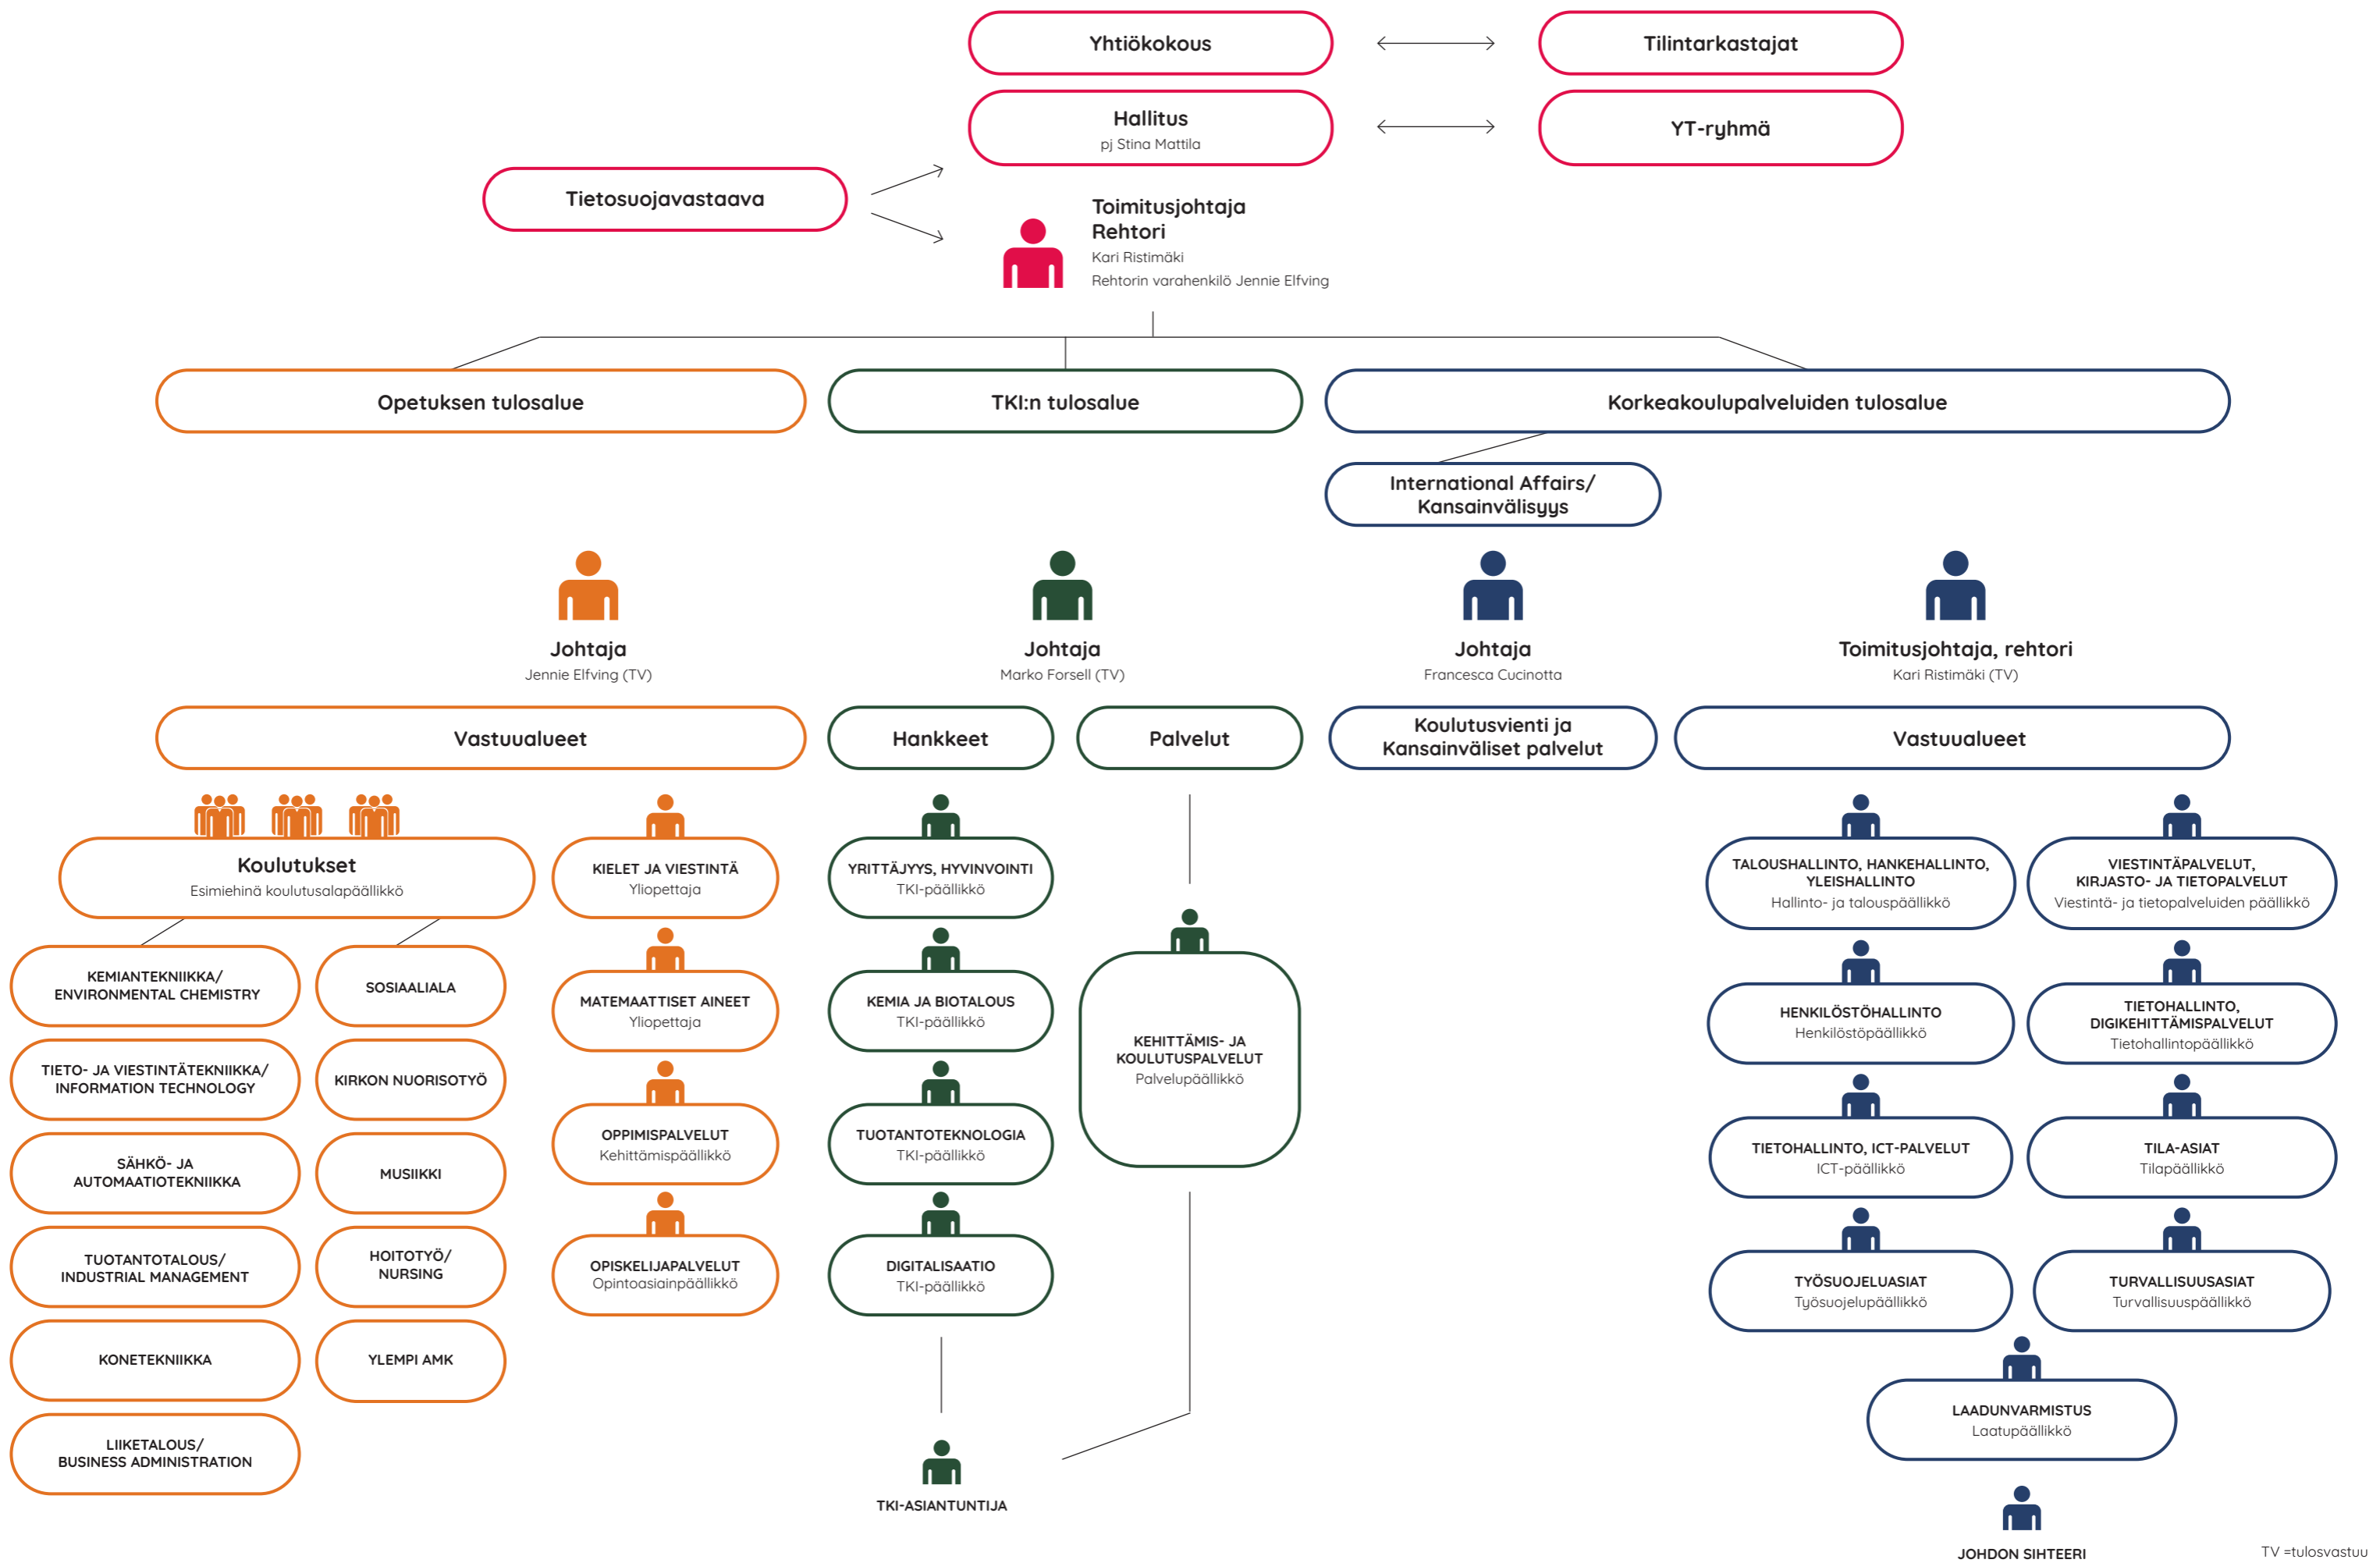 Yhtiökokous
Tilintarkastajat
Hallitus
pj Stina Mattila
YT-ryhmä
Tietosuojavastaava
Toimitusjohtaja
Rehtori
Kari Ristimäki
Rehtorin varahenkilö Jennie Elfving
Opetuksen tulosalue
TKI:n tulosalue
Korkeakoulupalveluiden tulosalue
International Affairs/
Kansainvälisyys
Johtaja
Jennie Elfving (TV)
Johtaja
Marko Forsell (TV)
Johtaja
Francesca Cucinotta
Toimitusjohtaja, rehtori
Kari Ristimäki (TV)
Vastuualueet
Hankkeet
Palvelut
Koulutusvienti ja
Kansainväliset palvelut
Vastuualueet
Koulutukset
Esimiehinä koulutusalapäällikkö
KEMIANTEKNIIKKA/
ENVIRONMENTAL CHEMISTRY
TIETO- JA VIESTINTÄTEKNIIKKA/
INFORMATION TECHNOLOGY
SÄHKÖ- JA
AUTOMAATIOTEKNIIKKA
TUOTANTOTALOUS/
INDUSTRIAL MANAGEMENT
KONETEKNIIKKA
LIIKETALOUS/
BUSINESS ADMINISTRATION
SOSIAALIALA
KIRKON NUORISOTYÖ
MUSIIKKI
HOITOTYÖ/
NURSING
YLEMPI AMK
KIELET JA VIESTINTÄ
Yliopettaja
MATEMAATTISET AINEET
Yliopettaja
OPPIMISPALVELUT
Kehittämispäällikkö
OPISKELIJAPALVELUT
Opintoasiainpäällikkö
YRITTÄJYYS, HYVINVOINTI
TKI-päällikkö
KEMIA JA BIOTALOUS
TKI-päällikkö
TUOTANTOTEKNOLOGIA
TKI-päällikkö
DIGITALISAATIO
TKI-päällikkö
TKI-ASIANTUNTIJA
KEHITTÄMIS- JA
KOULUTUSPALVELUT
Palvelupäällikkö
TALOUSHALLINTO, HANKEHALLINTO,
YLEISHALLINTO
Hallinto- ja talouspäällikkö
VIESTINTÄPALVELUT,
KIRJASTO- JA TIETOPALVELUT
Viestintä- ja tietopalveluiden päällikkö
HENKILÖSTÖHALLINTO
Henkilöstöpäällikkö
TIETOHALLINTO,
DIGIKEHITTÄMISPALVELUT
Tietohallintopäällikkö
TIETOHALLINTO, ICT-PALVELUT
ICT-päällikkö
TILA-ASIAT
Tilapäällikkö
TYÖSUOJELUASIAT
Työsuojelupäällikkö
TURVALLISUUSASIAT
Turvallisuuspäällikkö
LAADUNVARMISTUS
Laatupäällikkö
JOHDON SIHTEERI
TV =tulosvastuu